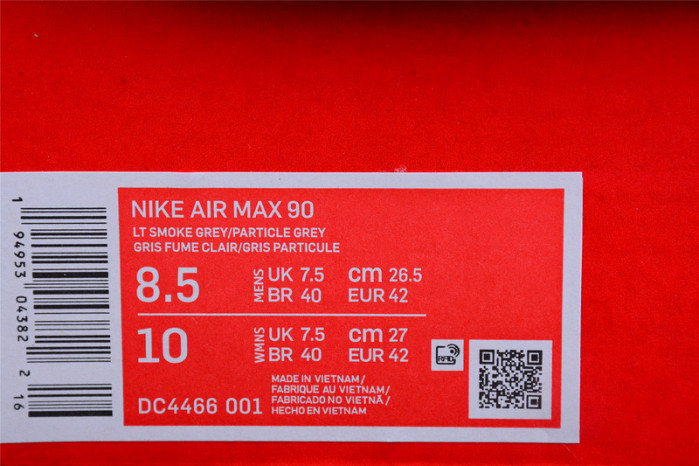 NIKE AIR MAX 90
LT SMOKE GREY/PARTICLE GREY
GRIS FUME CLAIR/GRIS PARTICULE
8.5 MENS UK 7.5 cm 26.5
BR 40 EUR 42
10 WMNS UK 7.5 cm 27
BR 40 EUR 42
RFID
MADE IN VIETNAM/
FABRIQUE AU VIETNAM/
FABRICADO NO VIETNÃ/
HECHO EN VIETNAM
DC4466 001
1 94953 04382 2 16